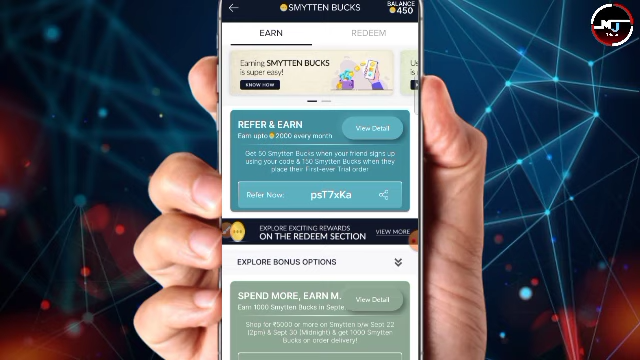 SMYTTEN BUCKS
BALANCE
450
EARN
REDEEM
Earning SMYTTEN BUCKS
is super easy!
KNOW HOW
REFER & EARN
View Detail
Earn upto 2000 every month
Get 50 Smytten Bucks when your friend signs up
using your code & 150 Smytten Bucks when they
place their First-ever Trial order
Refer Now:
psT7xKa
EXPLORE EXCITING REWARDS
ON THE REDEEM SECTION
VIEW MORE
EXPLORE BONUS OPTIONS
SPEND MORE, EARN M.
View Detail
Earn 1000 Smytten Bucks in Septe
Shop for ₹5000 or more on Smytten b/w Sept 22
(2pm) & Sept 30 (Midnight) & get 1000 Smytten
Bucks on order delivery!